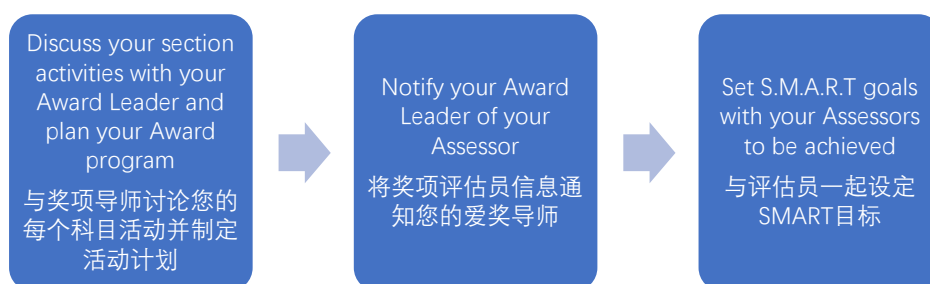 Discuss your section
activities with your
Award Leader and
plan your Award
program
与奖项导师讨论您的
每个科目活动并制定
活动计划
Notify your Award
Leader of your
Assessor
将奖项评估员信息通
知您的爱奖导师
Set S.M.A.R.T goals
with your Assessors
to be achieved
与评估员一起设定
SMART目标